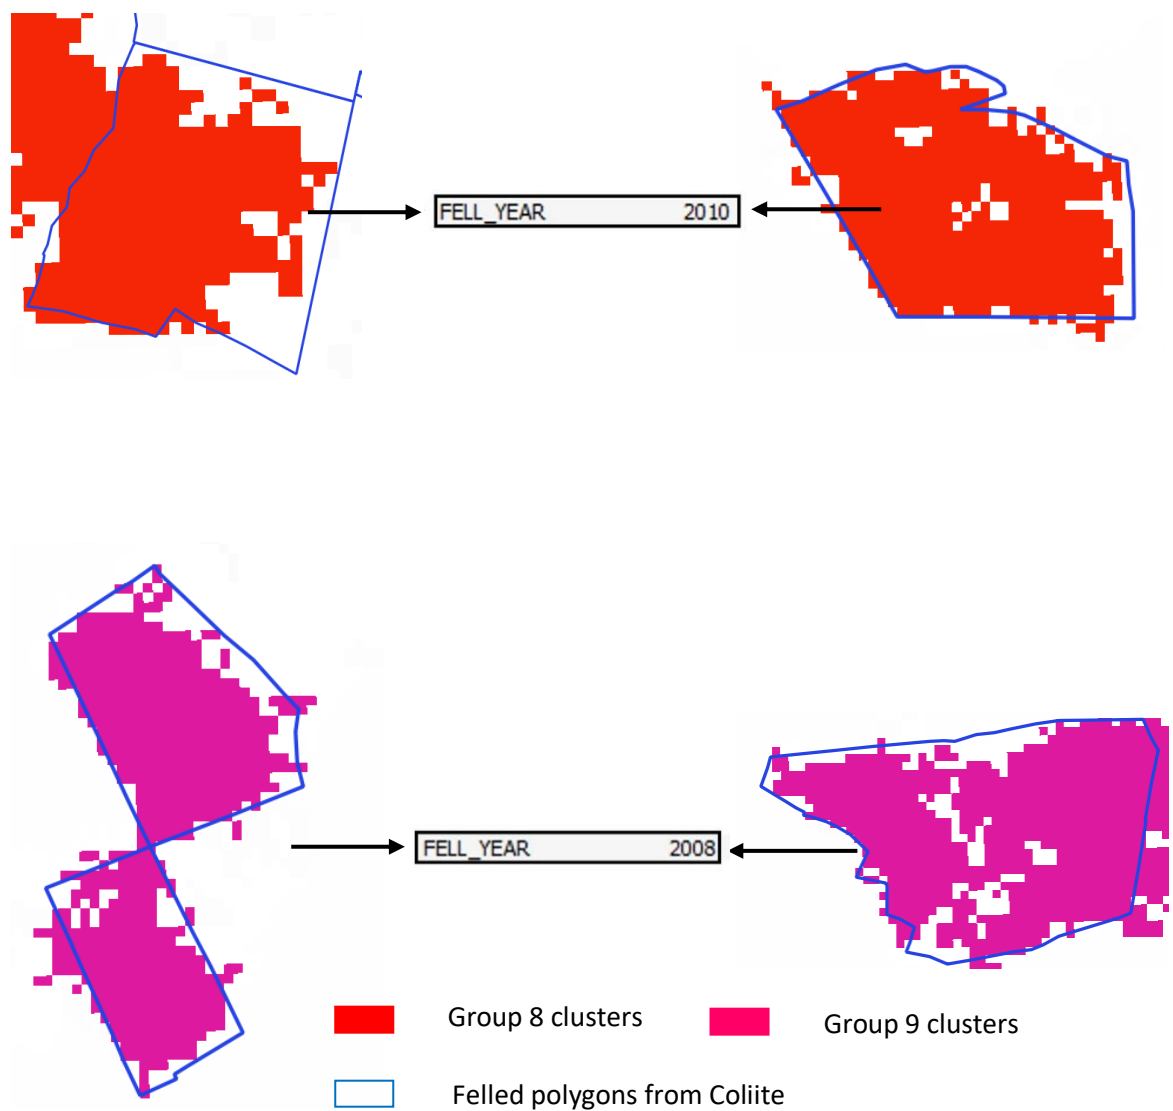 FELL_YEAR 2010
FELL_YEAR 2008
Group 8 clusters
Group 9 clusters
Felled polygons from Coliite